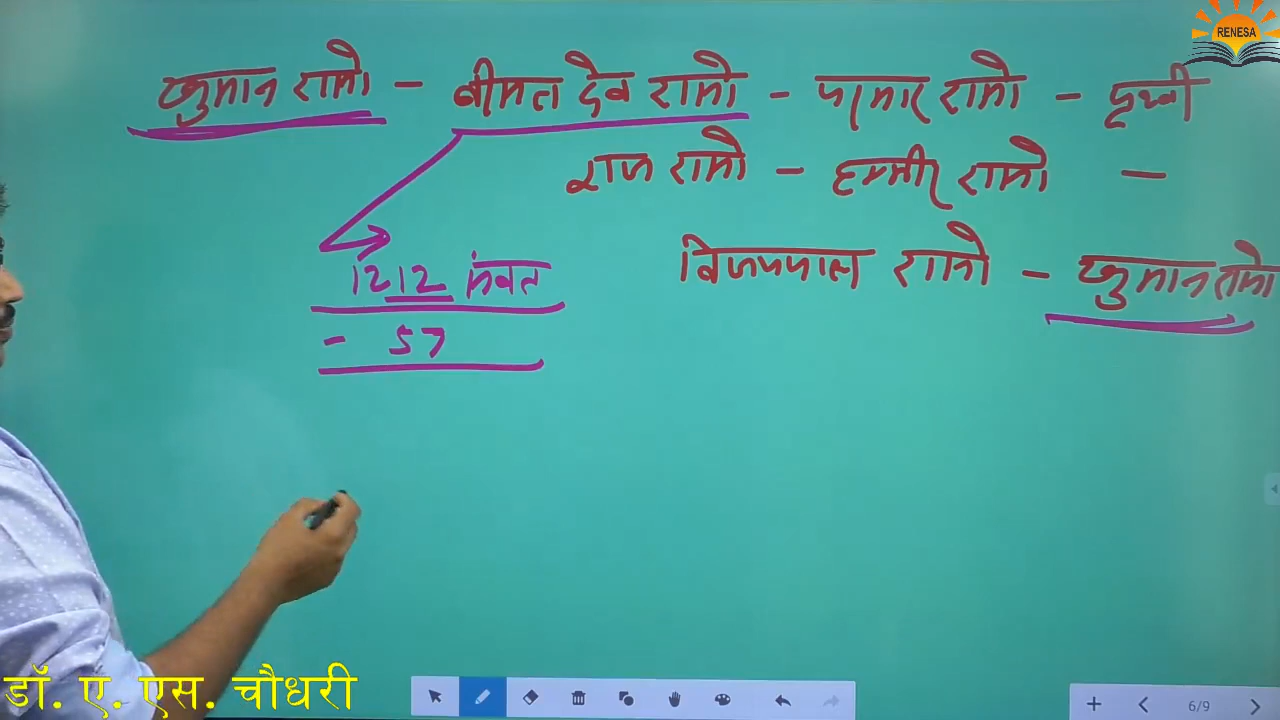 RENESA
खुमान रासो - बीसल देव रासो - परमार रासो - पृथ्वी
राज रासो - हम्मीर रासो -
विजयपाल रासो - खुमान रासो
1212 संवत
- 57
डॉ. ए. एस. चौधरी
6/9